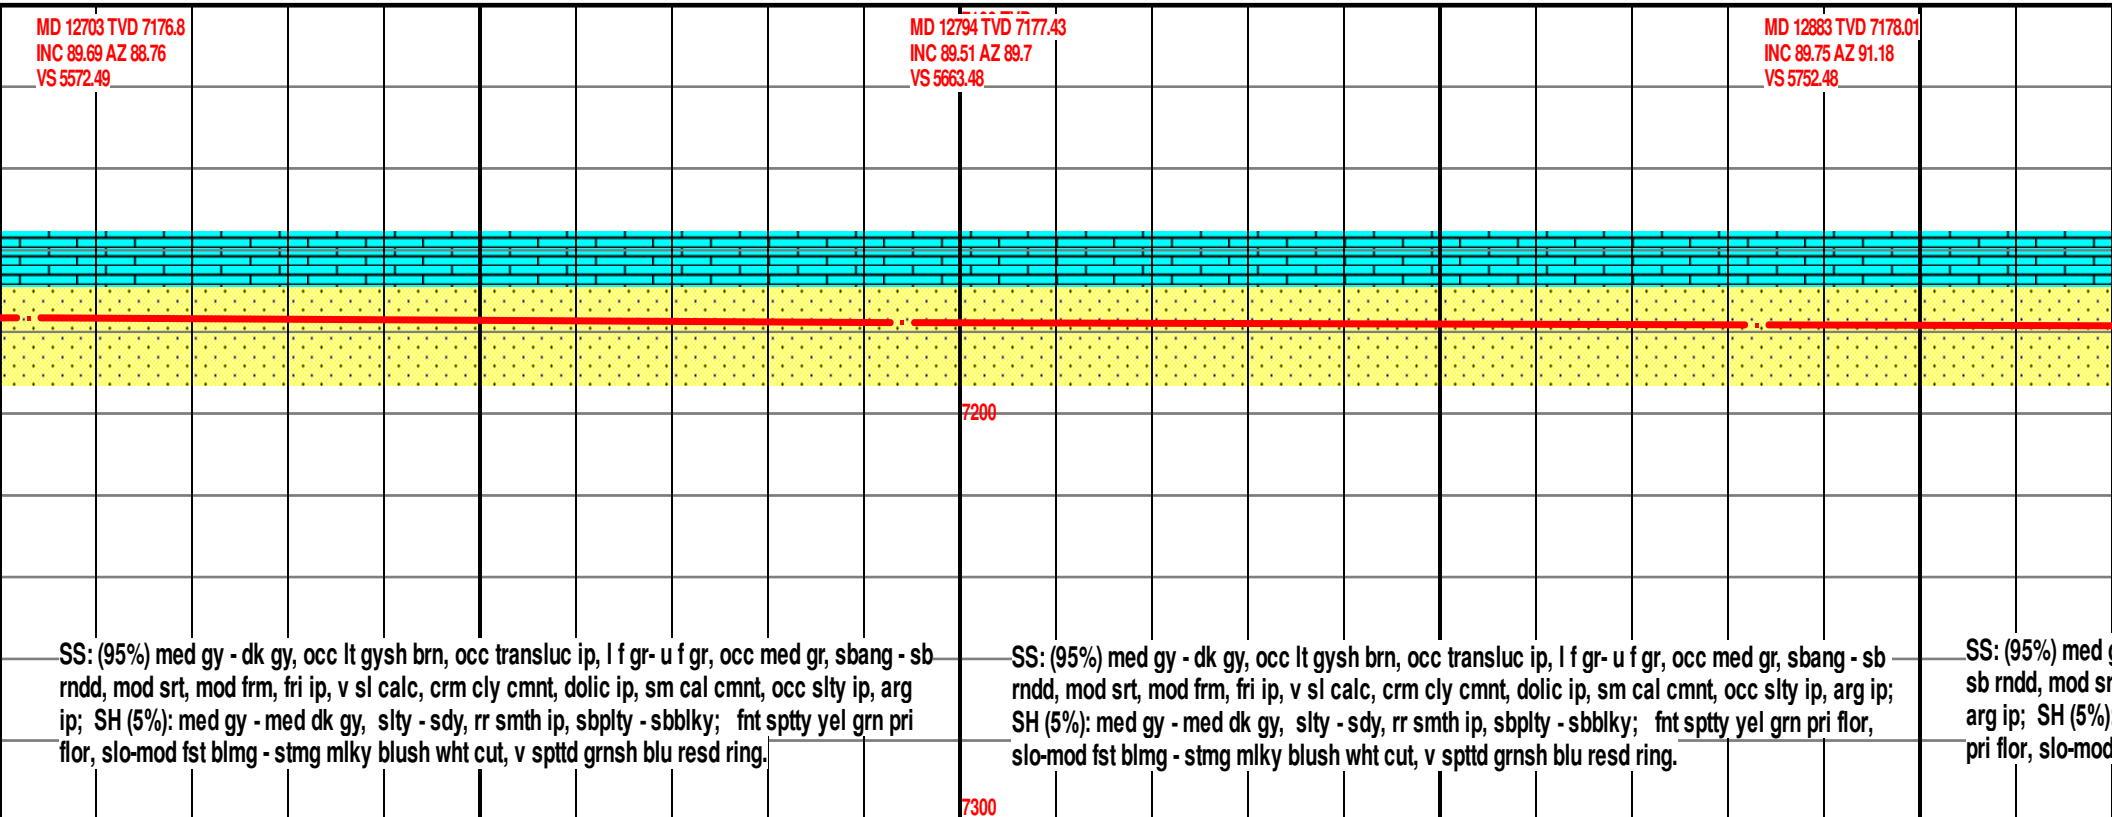 MD 12703 TVD 7176.8
INC 89.69 AZ 88.76
VS 5572.49
MD 12794 TVD 7177.43
INC 89.51 AZ 89.7
VS 5663.48
MD 12883 TVD 7178.01
INC 89.75 AZ 91.18
VS 5752.48
7200
SS: (95%) med gy - dk gy, occ lt gysh brn, occ transluc ip, l f gr- u f gr, occ med gr, sbang - sb
rndd, mod srt, mod frm, fri ip, v sl calc, crm cly cmnt, dolic ip, sm cal cmnt, occ slty ip, arg
ip;  SH (5%): med gy - med dk gy,  slty - sdy, rr smth ip, sbplty - sbblky;   fnt sptty yel grn pri
flor, slo-mod fst blmg - stmg mlky blush wht cut, v spttd grnsh blu resd ring.
SS: (95%) med gy - dk gy, occ lt gysh brn, occ transluc ip, l f gr- u f gr, occ med gr, sbang - sb
rndd, mod srt, mod frm, fri ip, v sl calc, crm cly cmnt, dolic ip, sm cal cmnt, occ slty ip, arg ip;
SH (5%): med gy - med dk gy,  slty - sdy, rr smth ip, sbplty - sbblky;   fnt sptty yel grn pri flor,
slo-mod fst blmg - stmg mlky blush wht cut, v spttd grnsh blu resd ring.
SS: (95%) med
sb rndd, mod
arg ip;  SH (5%)
pri flor, slo-mod
7300